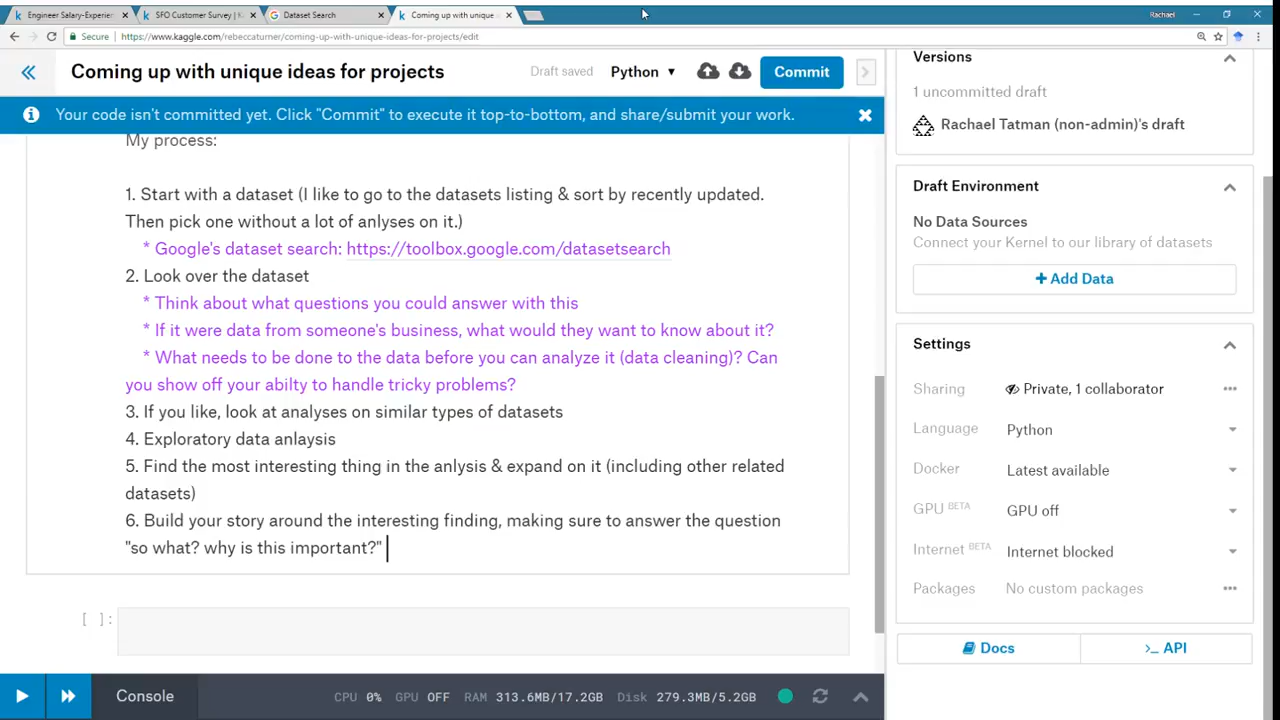 Engineer Salary-Experien
SFO Customer Survey | K
Dataset Search
Coming up with unique
Rachael
Secure
https://www.kaggle.com/rebeccaturner/coming-up-with-unique-ideas-for-projects/edit
Coming up with unique ideas for projects
Draft saved
Python
Commit
Your code isn't committed yet. Click "Commit" to execute it top-to-bottom, and share/submit your work.
My process:
1. Start with a dataset (I like to go to the datasets listing & sort by recently updated.
Then pick one without a lot of anlyses on it.)
* Google's dataset search: https://toolbox.google.com/datasetsearch
2. Look over the dataset
* Think about what questions you could answer with this
* If it were data from someone's business, what would they want to know about it?
* What needs to be done to the data before you can analyze it (data cleaning)? Can
you show off your abilty to handle tricky problems?
3. If you like, look at analyses on similar types of datasets
4. Exploratory data anlaysis
5. Find the most interesting thing in the anlysis & expand on it (including other related
datasets)
6. Build your story around the interesting finding, making sure to answer the question
"so what? why is this important?"
[ ]:
Console
CPU 0% GPU OFF RAM 313.6MB/17.2GB Disk 279.3MB/5.2GB
Versions
1 uncommitted draft
Rachael Tatman (non-admin)'s draft
Draft Environment
No Data Sources
Connect your Kernel to our library of datasets
+ Add Data
Settings
Sharing Private, 1 collaborator
Language Python
Docker Latest available
GPU BETA GPU off
Internet BETA Internet blocked
Packages No custom packages
Docs
>_ API